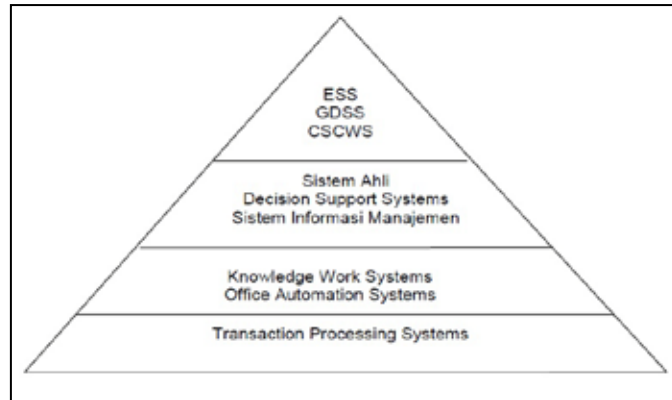 ESS
GDSS
CSCWS
Sistem Ahli
Decision Support Systems
Sistem Informasi Manajemen
Knowledge Work Systems
Office Automation Systems
Transaction Processing Systems